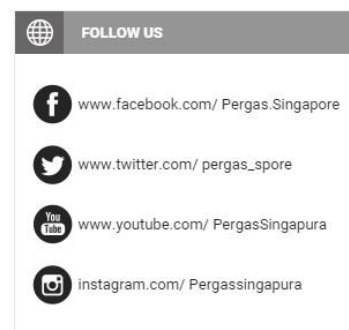 FOLLOW US
www.facebook.com/ Pergas.Singapore
www.twitter.com/ pergas_spore
You
Tube
www.youtube.com/ PergasSingapura
instagram.com/ Pergassingapura